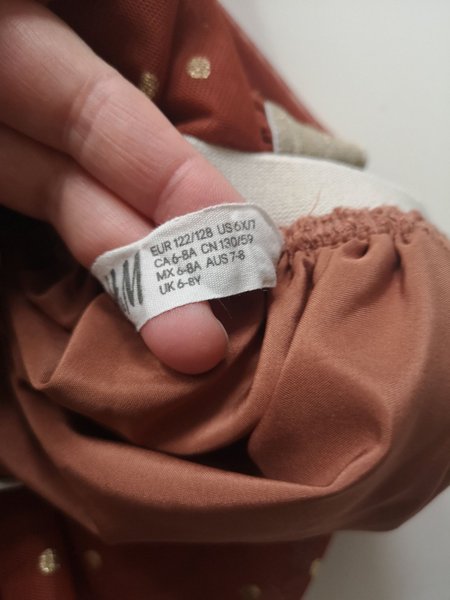 EUR 122/128 US 6X/7
CA 6-8A CN 130/59
MX 6-8A AUS 7-8
UK 6-8Y